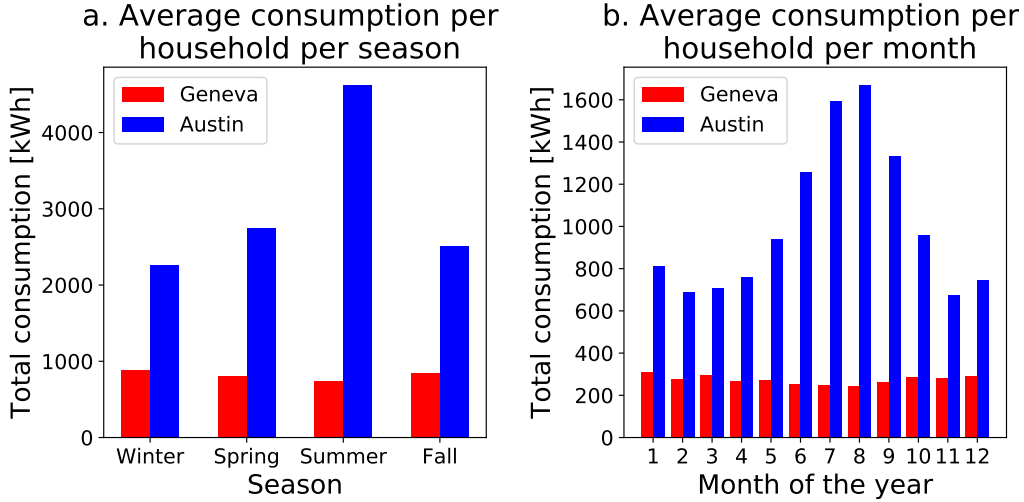 a. Average consumption per
household per season
Total consumption [kWh]
4000
3000
2000
1000
0
Geneva
Austin
Winter Spring Summer Fall
Season
b. Average consumption per
household per month
Total consumption [kWh]
1600
1400
1200
1000
800
600
400
200
0
Geneva
Austin
1 2 3 4 5 6 7 8 9 10 11 12
Month of the year